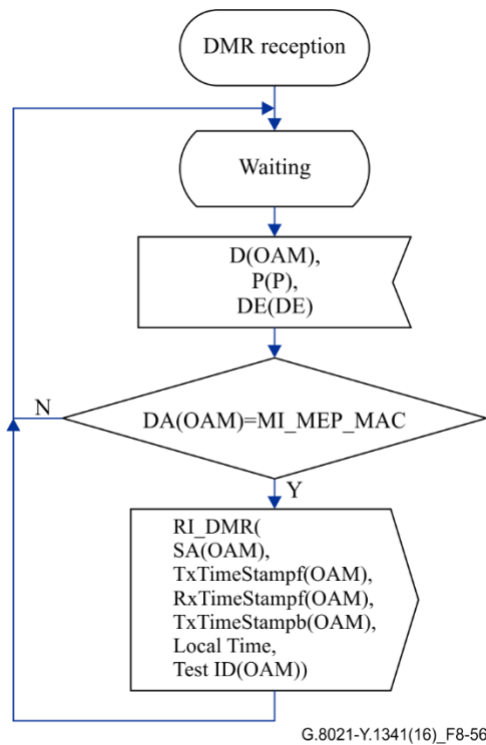 DMR reception
Waiting
D(OAM),
P(P),
DE(DE)
N
DA(OAM)=MI_MEP_MAC
Y
RI_DMR(
SA(OAM),
TxTimeStampf(OAM),
RxTimeStampf(OAM),
TxTimeStampb(OAM),
Local Time,
Test ID(OAM))
G.8021-Y.1341(16)_F8-56